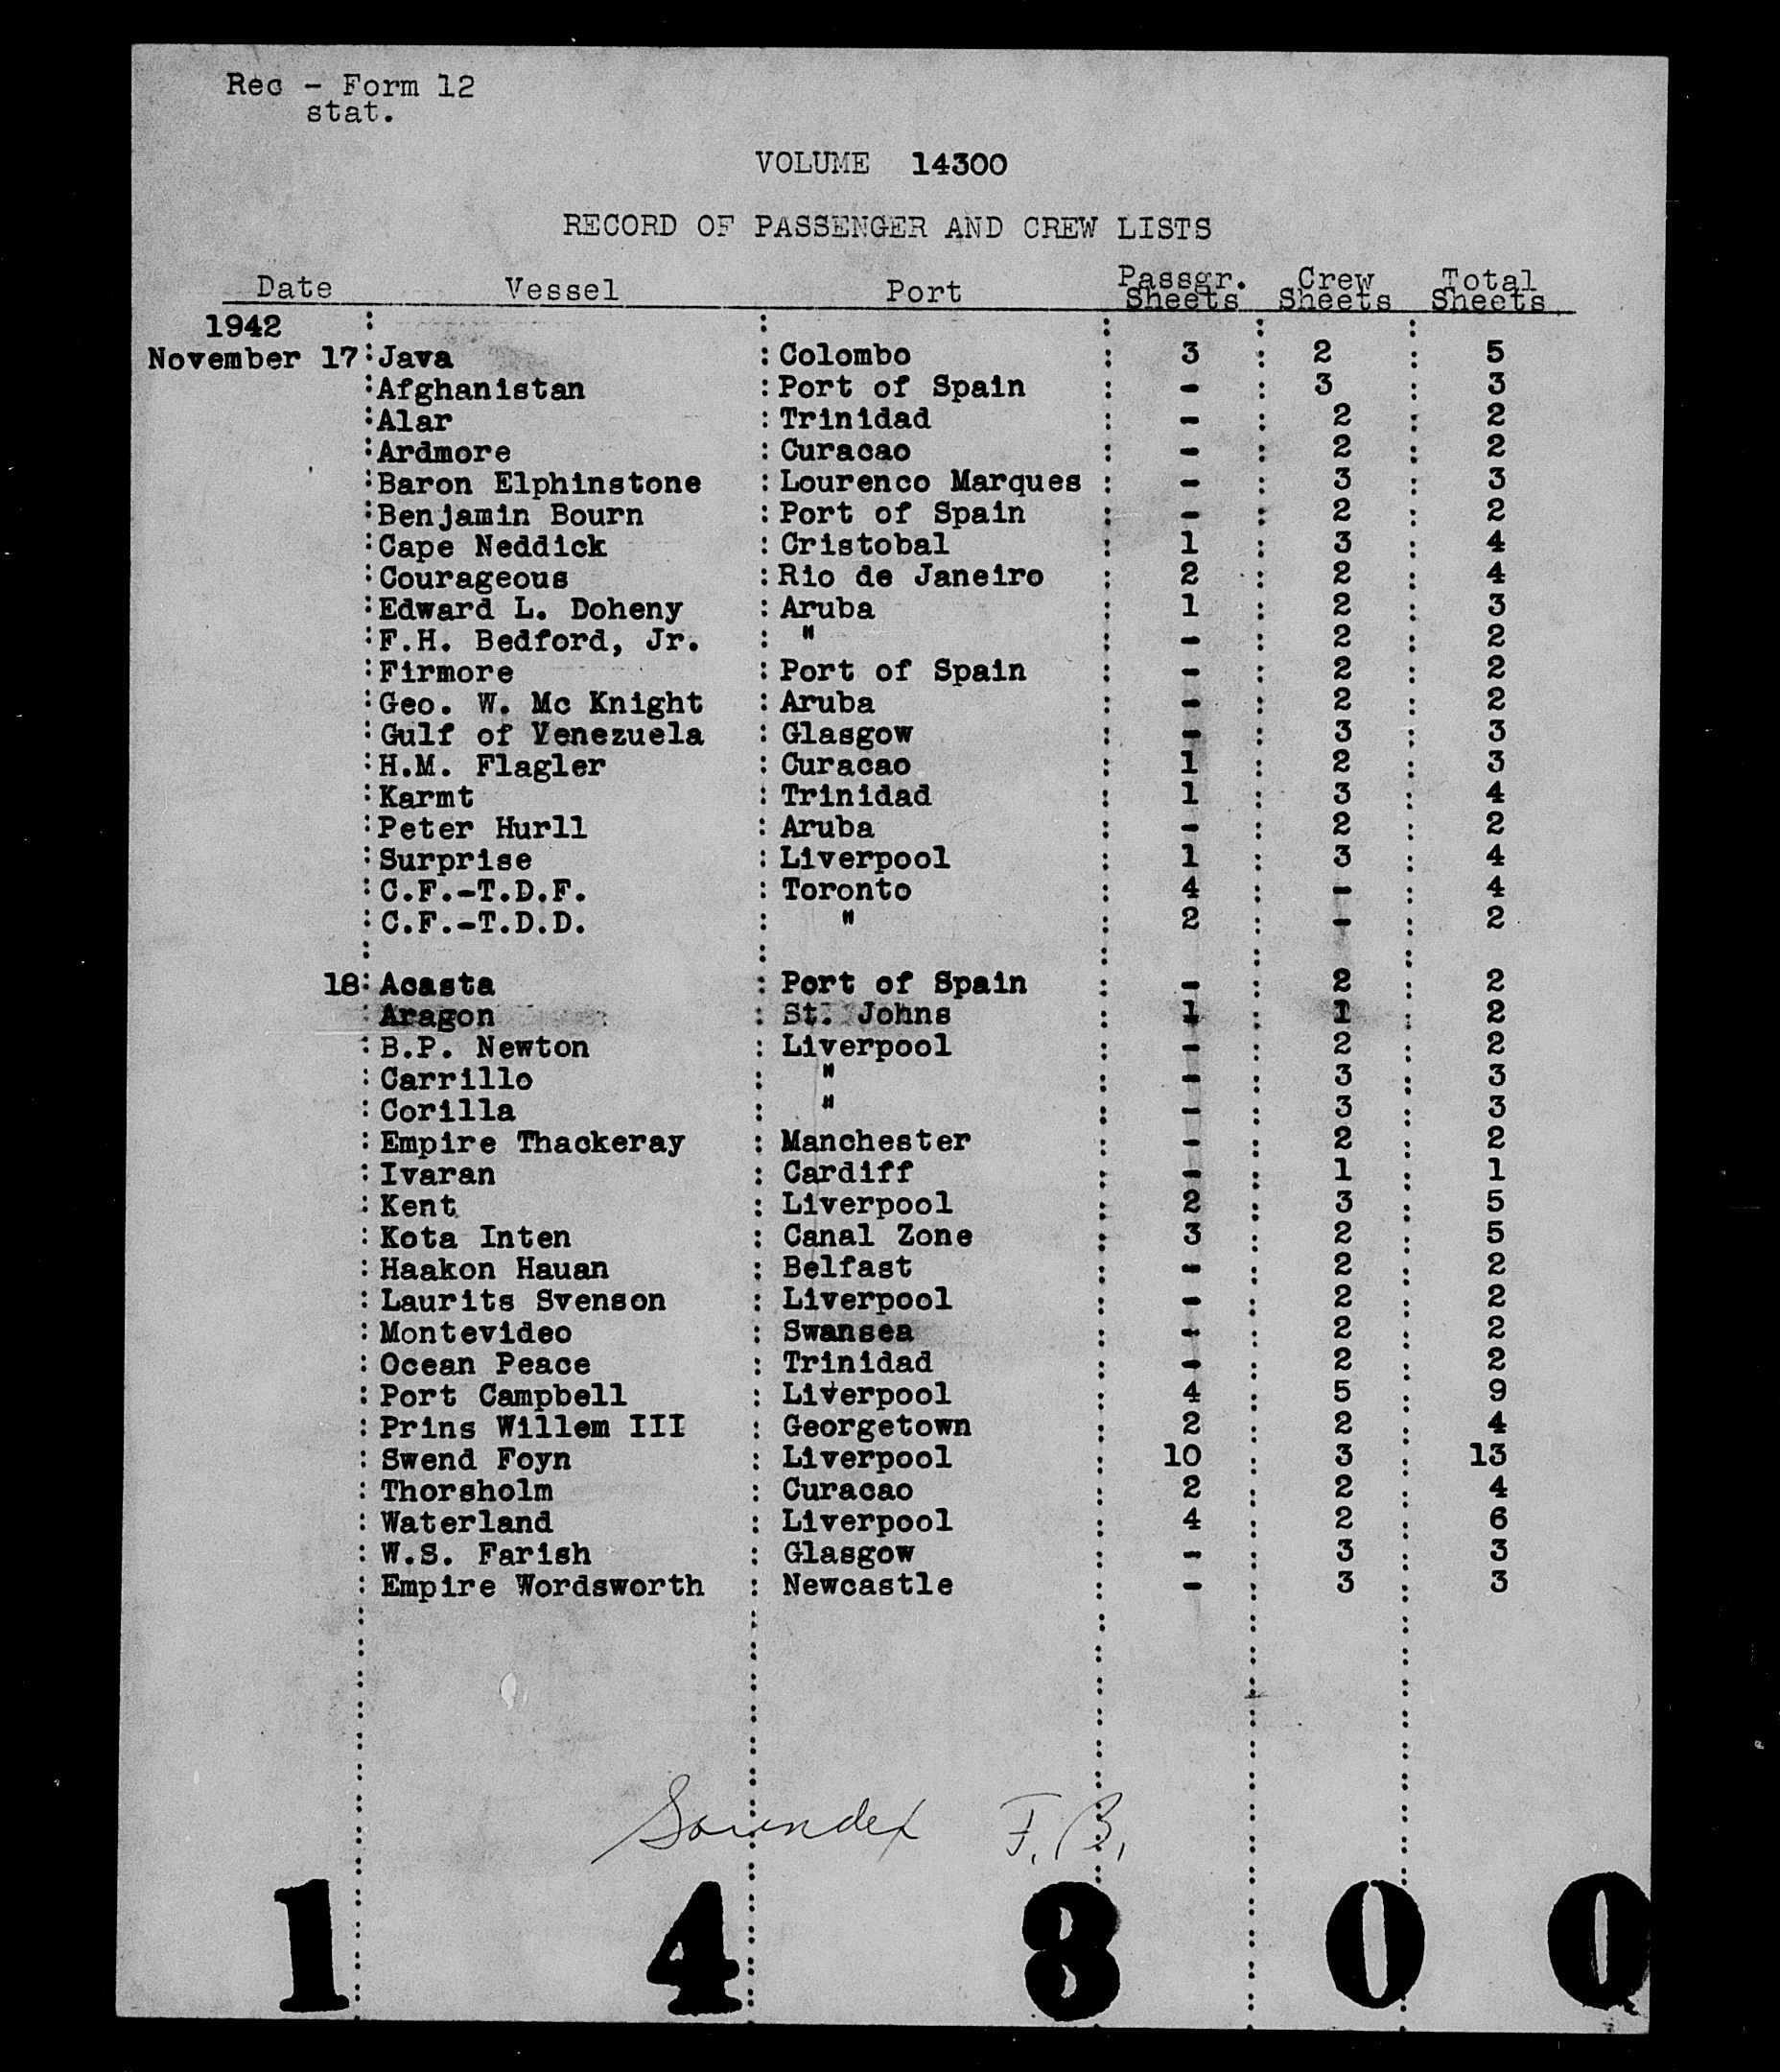 Rec - Form 12
stat.
VOLUME 14300
RECORD OF PASSENGER AND CREW LISTS
Date Vessel Port Passgr. Sheets Crew Sheets Total Sheets
1942 : : : : :
November 17 : Java : Colombo : 3 : 2 : 5
: Afghanistan : Port of Spain : - : 3 : 3
: Alar : Trinidad : - : 2 : 2
: Ardmore : Curacao : - : 2 : 2
: Baron Elphinstone : Lourenco Marques : - : 3 : 3
: Benjamin Bourn : Port of Spain : - : 2 : 2
: Cape Neddick : Cristobal : 1 : 3 : 4
: Courageous : Rio de Janeiro : 2 : 2 : 4
: Edward L. Doheny : Aruba : 1 : 2 : 3
: F.H. Bedford, Jr. : " : - : 2 : 2
: Firmore : Port of Spain : - : 2 : 2
: Geo. W. Mc Knight : Aruba : - : 2 : 2
: Gulf of Venezuela : Glasgow : - : 3 : 3
: H.M. Flagler : Curacao : 1 : 2 : 3
: Karmt : Trinidad : 1 : 3 : 4
: Peter Hurll : Aruba : - : 2 : 2
: Surprise : Liverpool : 1 : 3 : 4
: C.F.-T.D.F. : Toronto : 4 : - : 4
: C.F.-T.D.D. : " : 2 : - : 2
18 : Acasta : Port of Spain : - : 2 : 2
: Aragon : St. Johns : 1 : 1 : 2
: B.P. Newton : Liverpool : - : 2 : 2
: Carrillo : " : - : 3 : 3
: Corilla : " : - : 3 : 3
: Empire Thackeray : Manchester : - : 2 : 2
: Ivaran : Cardiff : - : 1 : 1
: Kent : Liverpool : 2 : 3 : 5
: Kota Inten : Canal Zone : 3 : 2 : 5
: Haakon Hauan : Belfast : - : 2 : 2
: Laurits Svenson : Liverpool : - : 2 : 2
: Montevideo : Swansea : - : 2 : 2
: Ocean Peace : Trinidad : - : 2 : 2
: Port Campbell : Liverpool : 4 : 5 : 9
: Prins Willem III : Georgetown : 2 : 2 : 4
: Swend Foyn : Liverpool : 10 : 3 : 13
: Thorsholm : Curacao : 2 : 2 : 4
: Waterland : Liverpool : 4 : 2 : 6
: W.S. Farish : Glasgow : - : 3 : 3
: Empire Wordsworth : Newcastle : - : 3 : 3
Soundex F.B.
1 4 3 0 0